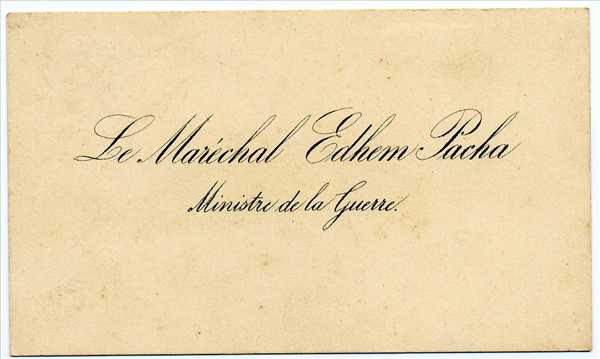 Le Maréchal Edhem Pacha
Ministre de la Guerre.